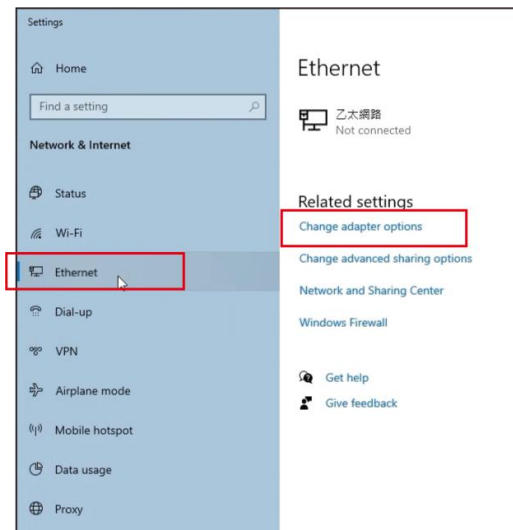 Settings
Home
Find a setting
Network & Internet
Status
Wi-Fi
Ethernet
Dial-up
VPN
Airplane mode
Mobile hotspot
Data usage
Proxy
Ethernet
乙太網路
Not connected
Related settings
Change adapter options
Change advanced sharing options
Network and Sharing Center
Windows Firewall
Get help
Give feedback